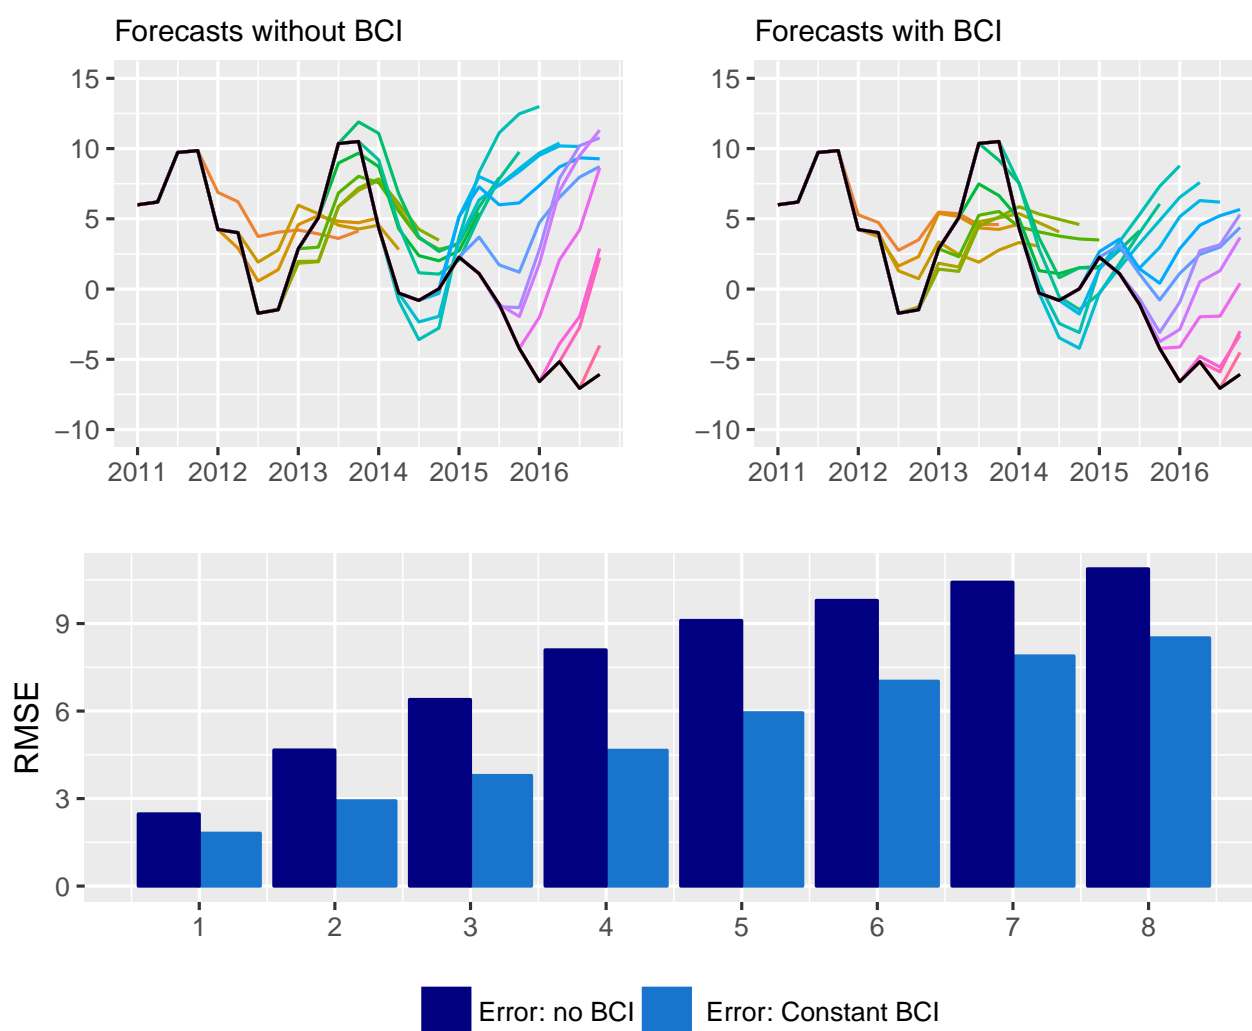 Forecasts without BCI
Forecasts with BCI
15
10
5
0
−5
−10
2011 2012 2013 2014 2015 2016
15
10
5
0
−5
−10
2011 2012 2013 2014 2015 2016
RMSE
9
6
3
0
1 2 3 4 5 6 7 8
Error: no BCI Error: Constant BCI